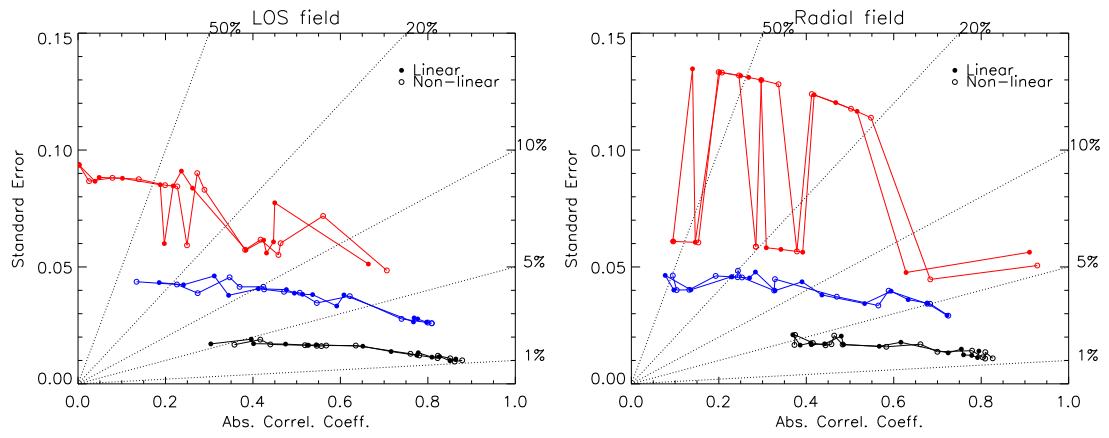 LOS field
50%
20%
0.15
Linear
Non-linear
0.10
10%
Standard Error
0.05
5%
0.00
1%
0.0 0.2 0.4 0.6 0.8 1.0
Abs. Correl. Coeff.
Radial field
50%
20%
0.15
Linear
Non-linear
0.10
10%
Standard Error
0.05
5%
0.00
1%
0.0 0.2 0.4 0.6 0.8 1.0
Abs. Correl. Coeff.